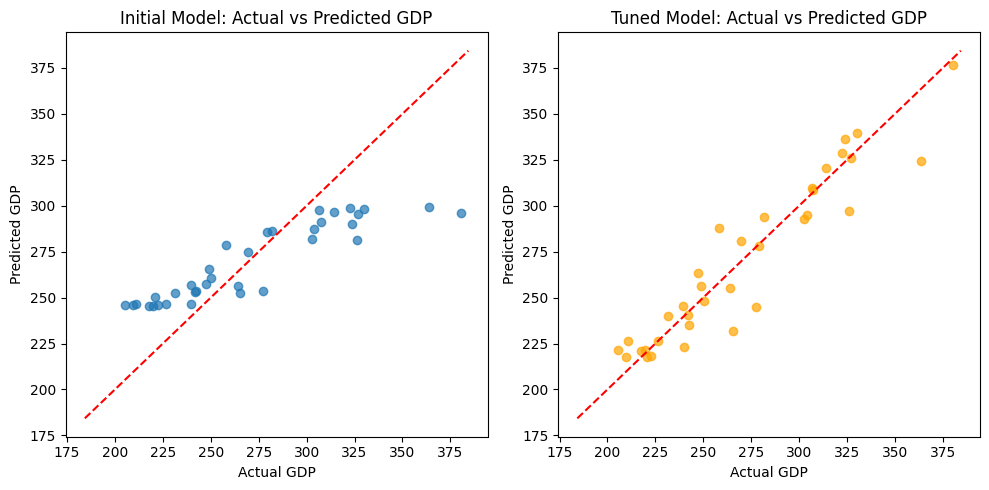 Initial Model: Actual vs Predicted GDP
375
350
325
300
275
250
225
200
175
Predicted GDP
175 200 225 250 275 300 325 350 375
Actual GDP
Tuned Model: Actual vs Predicted GDP
375
350
325
300
275
250
225
200
175
Predicted GDP
175 200 225 250 275 300 325 350 375
Actual GDP